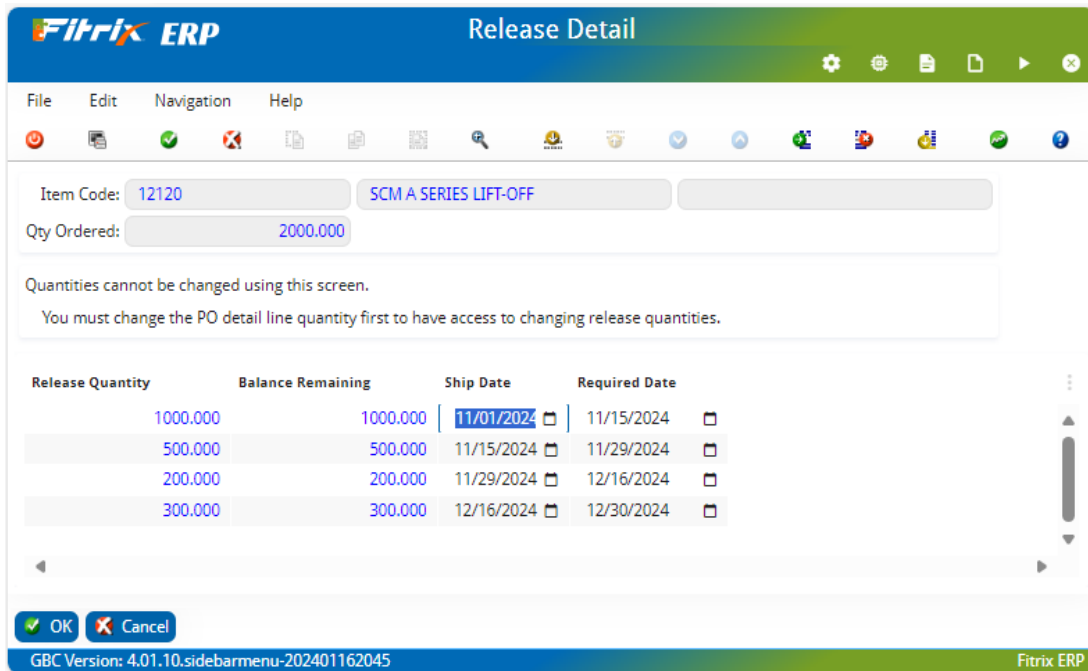 Fitrix ERP
Release Detail
File Edit Navigation Help
Item Code: 12120 SCM A SERIES LIFT-OFF
Qty Ordered: 2000.000
Quantities cannot be changed using this screen.
You must change the PO detail line quantity first to have access to changing release quantities.
Release Quantity Balance Remaining Ship Date Required Date
1000.000 1000.000 11/01/2024 11/15/2024
500.000 500.000 11/15/2024 11/29/2024
200.000 200.000 11/29/2024 12/16/2024
300.000 300.000 12/16/2024 12/30/2024
OK Cancel
GBC Version: 4.01.10.sidebarmenu-202401162045 Fitrix ERP